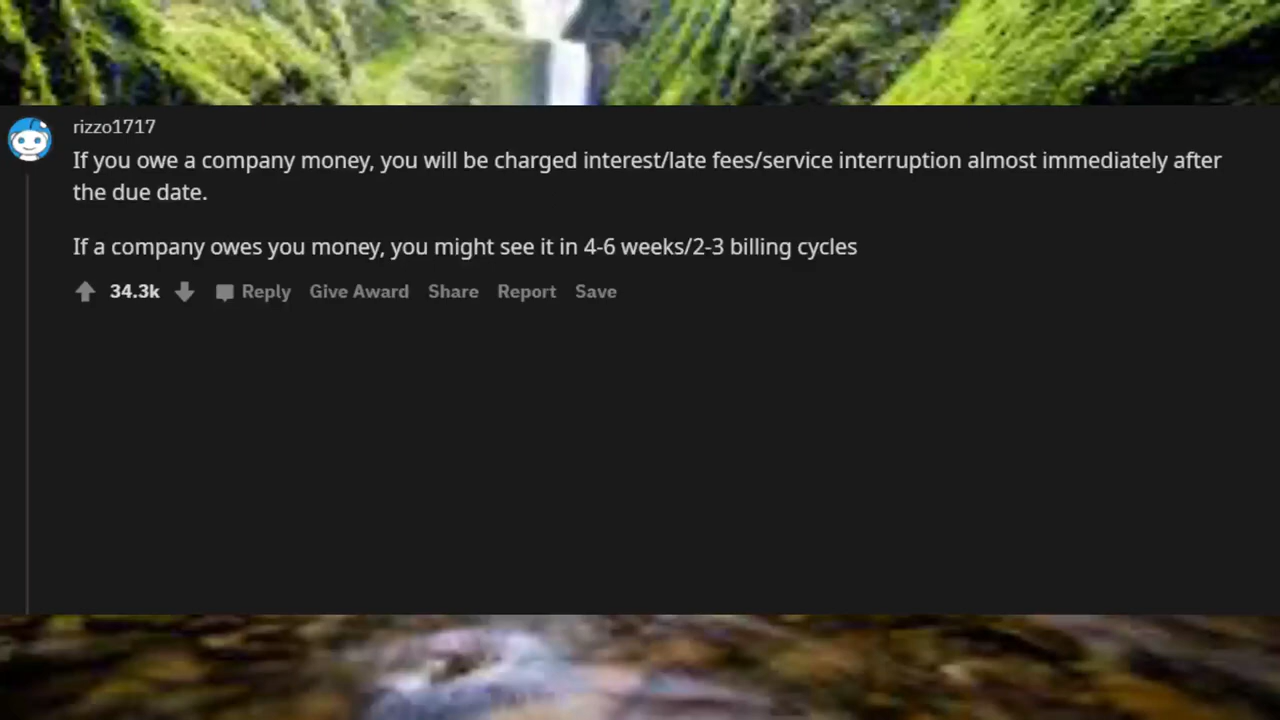 rizzo1717
If you owe a company money, you will be charged interest/late fees/service interruption almost immediately after
the due date.
If a company owes you money, you might see it in 4-6 weeks/2-3 billing cycles
34.3k Reply Give Award Share Report Save